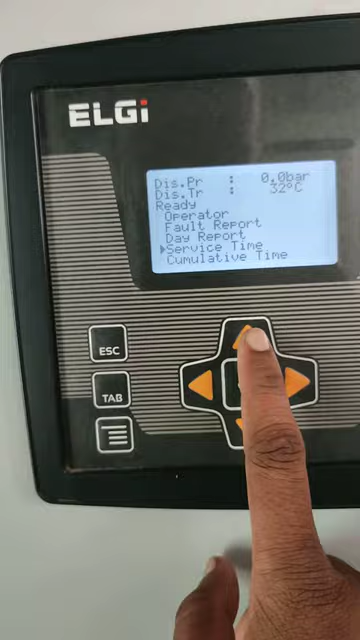 ELGi
Dis.Pr : 0.0bar
Dis.Tr : 32°C
Ready
Operator
Fault Report
Day Report
Service Time
Cumulative Time
ESC
TAB